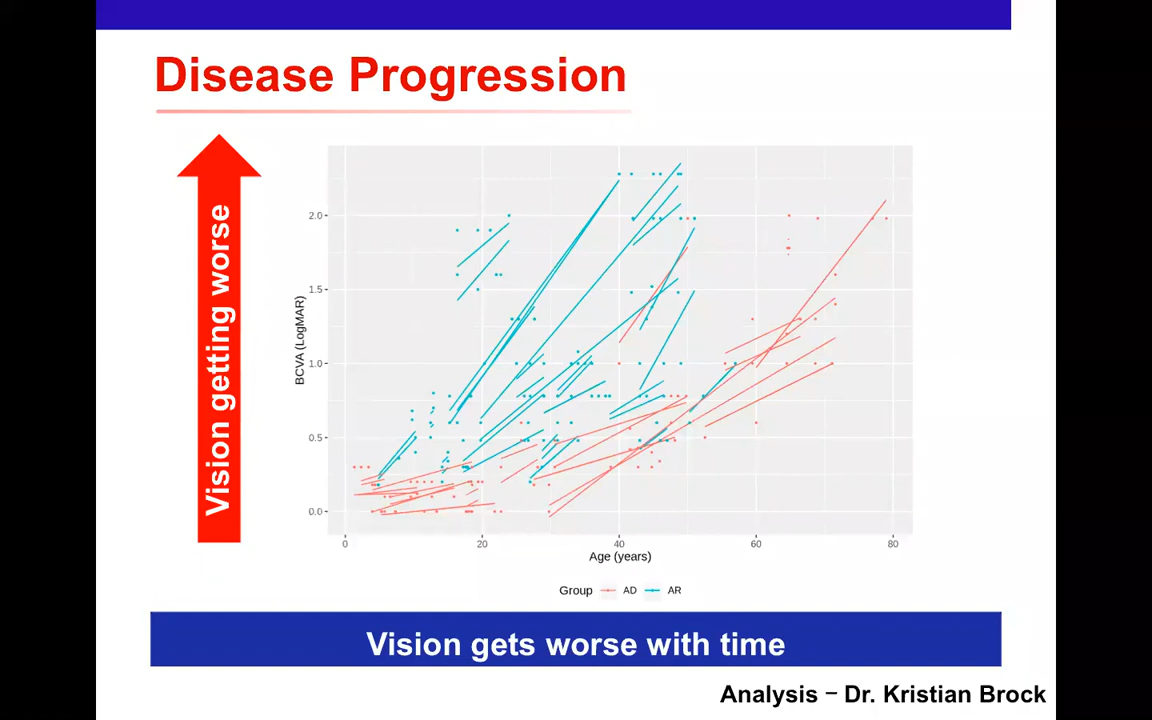 Disease Progression
Vision getting worse
BCVA (LogMAR)
2.0
1.5
1.0
0.5
0.0
0 20 40 60 80
Age (years)
Group AD AR
Vision gets worse with time
Analysis – Dr. Kristian Brock